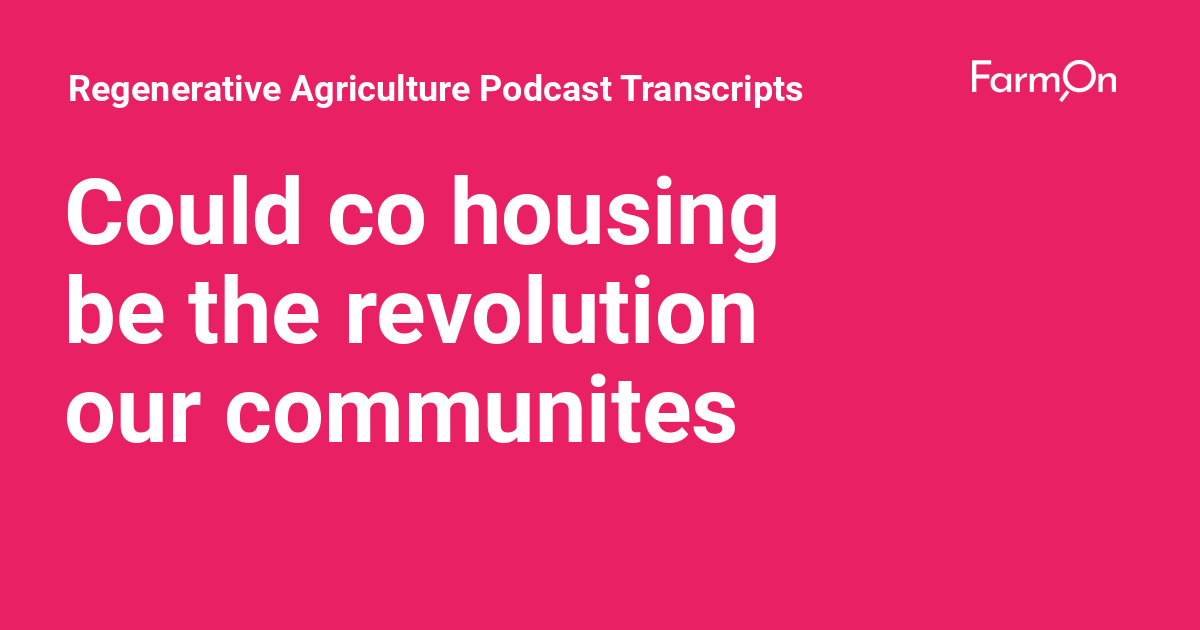 Regenerative Agriculture Podcast Transcripts
FarmOn
Could co housing
be the revolution
our communites